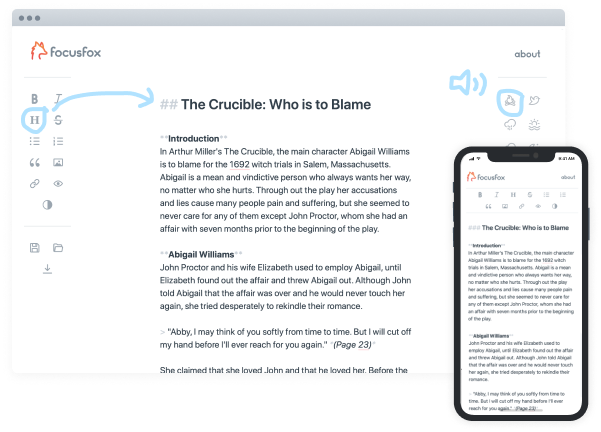 focusfox
about
B I
H S
## The Crucible: Who is to Blame
**Introduction**
In Arthur Miller's The Crucible, the main character Abigail Williams
is to blame for the 1692 witch trials in Salem, Massachusetts.
Abigail is a mean and vindictive person who always wants her way,
no matter who she hurts. Through out the play her accusations
and lies cause many people pain and suffering, but she seemed to
never care for any of them except John Proctor, whom she had an
affair with seven months prior to the beginning of the play.
**Abigail Williams**
John Proctor and his wife Elizabeth used to employ Abigail, until
Elizabeth found out the affair and threw Abigail out. Although John
told Abigail that the affair was over and he would never touch her
again, she tried desperately to rekindle their romance.
> "Abby, I may think of you softly from time to time. But I will cut off
my hand before I'll ever reach for you again." *(Page 23)*
She claimed that she loved John and that he loved her. Before the
9:41 AM
focusfox
about
B I H S
### The Crucible: Who is to Blame
**Introduction**
In Arthur Miller's The Crucible, the main character
Abigail Williams is to blame for the 1692 witch
trials in Salem, Massachusetts. Abigail is a mean
and vindictive person who always wants her way,
no matter who she hurts. Through out the play
her accusations and lies cause many people pain
and suffering, but she seemed to never care for
any of them except John Proctor, whom she had
an affair with seven months prior to the beginning
of the play.
**Abigail Williams**
John Proctor and his wife Elizabeth used to
employ Abigail, until Elizabeth found out the affair
and threw Abigail out. Although John told Abigail
that the affair was over and he would never touch
her again, she tried desperately to rekindle their
romance.
> "Abby, I may think of you softly from time to
time. But I will cut off my hand before I'll ever
reach for you again." *(Page 23)*